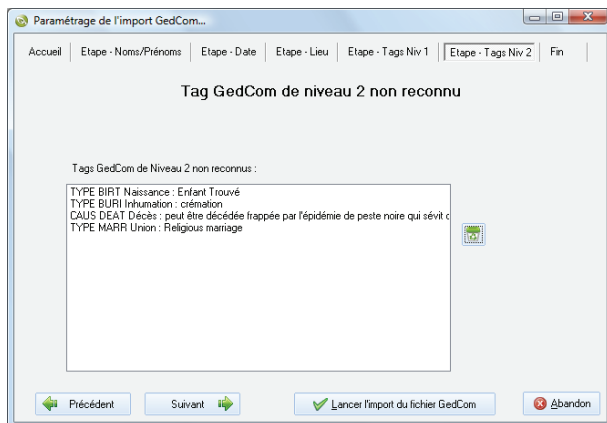 Paramétrage de l'import GedCom...
Accueil Etape - Noms/Prénoms Etape - Date Etape - Lieu Etape - Tags Niv 1 Etape - Tags Niv 2 Fin
Tag GedCom de niveau 2 non reconnu
Tags GedCom de Niveau 2 non reconnus :
TYPE BIRT Naissance : Enfant Trouvé
TYPE BURI Inhumation : crémation
CAUS DEAT Décès : peut être décédée frappée par l'épidémie de peste noire qui sévit
TYPE MARR Union : Religious marriage
Précédent Suivant Lancer l'import du fichier GedCom Abandon